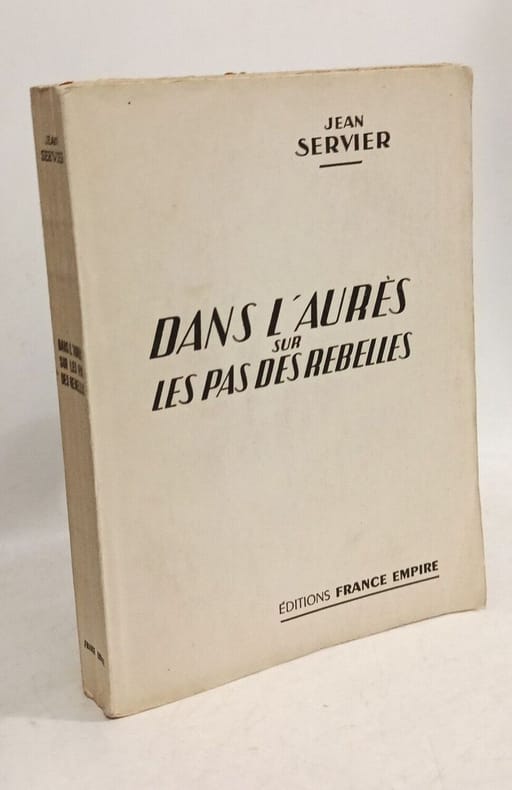 JEAN
SERVIER
DANS L'AURÈS
SUR
LES PAS DES REBELLES
ÉDITIONS FRANCE EMPIRE
JEAN
SERVIER
DANS L'AURÈS
SUR LES PAS
DES REBELLES